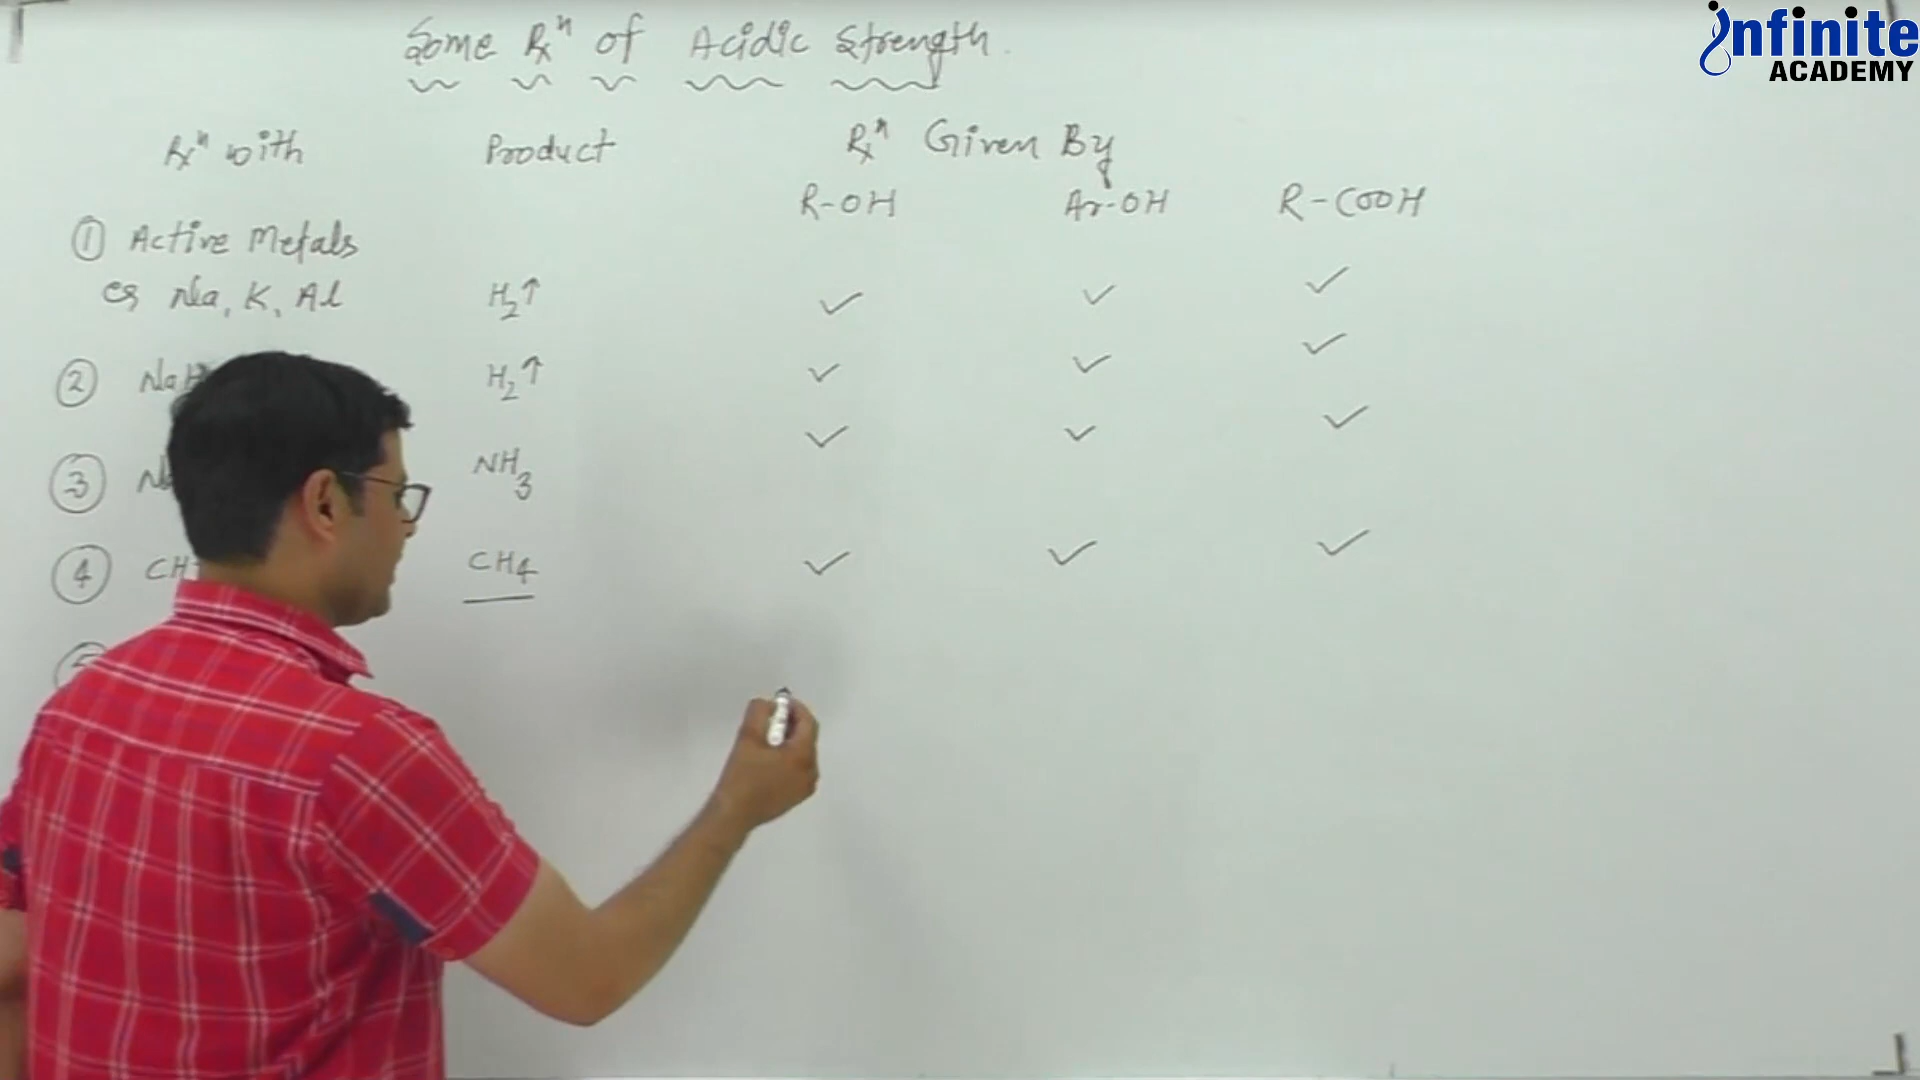 infinite
ACADEMY
Some Rxⁿ of Acidic Strength.
Rxⁿ with Product Rxⁿ Given By
R-OH Ar-OH R-COOH
① Active Metals
eg Na, K, Al H₂↑ ✓ ✓ ✓
② NaH H₂↑ ✓ ✓ ✓
③ NH₃ ✓ ✓ ✓
④ CH₄ ✓ ✓ ✓